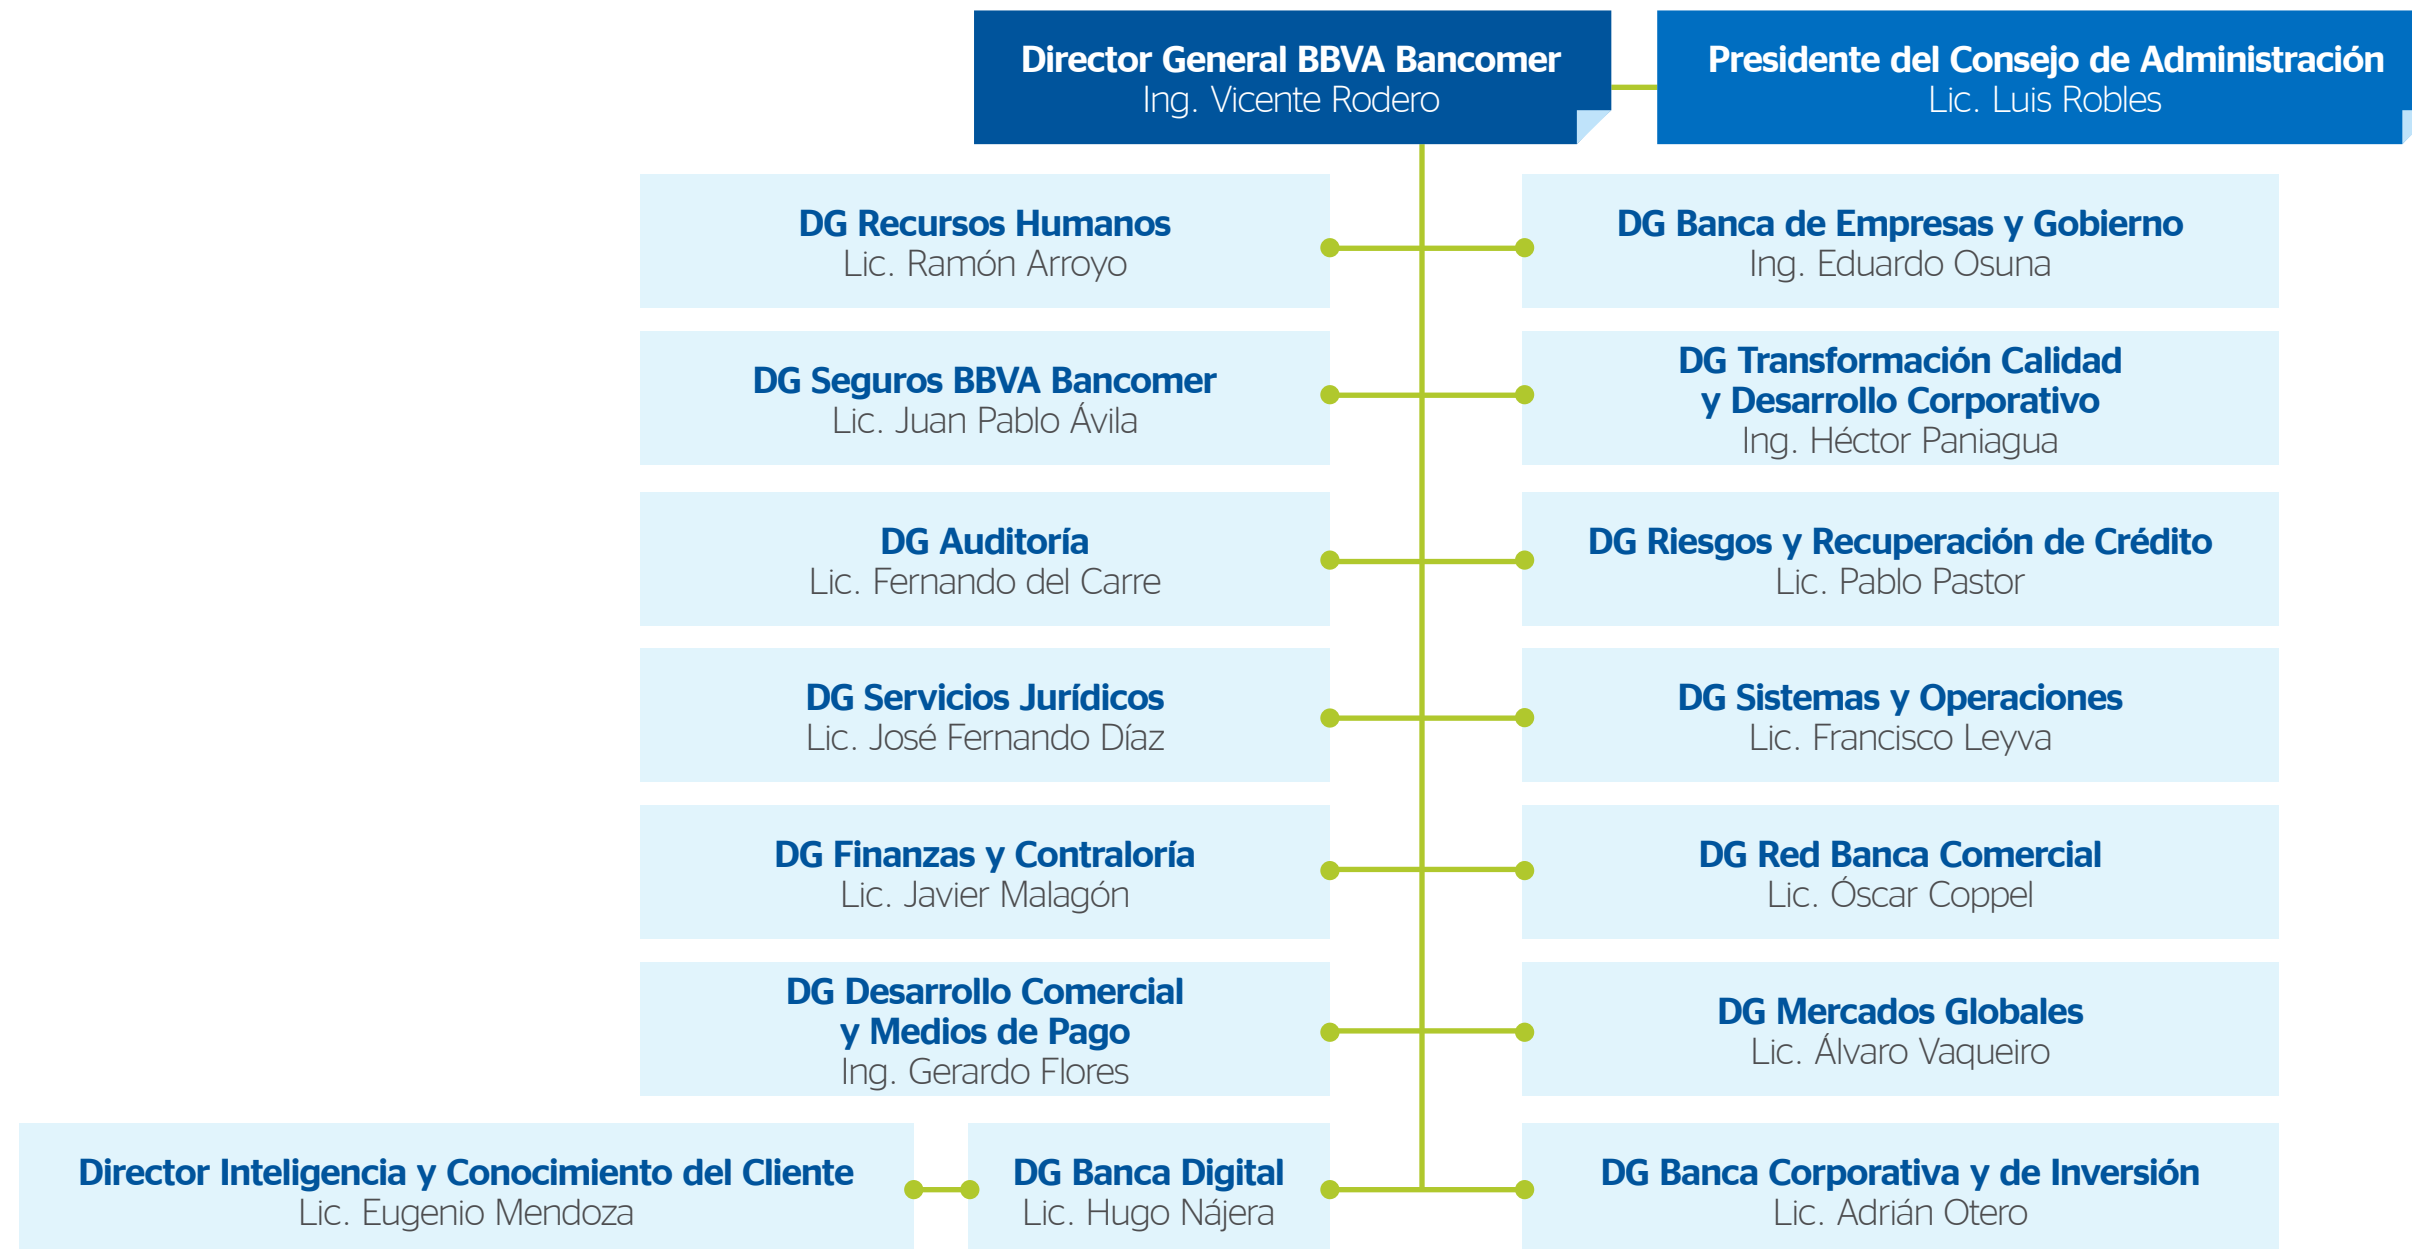 Director General BBVA Bancomer
Ing. Vicente Rodero
Presidente del Consejo de Administración
Lic. Luis Robles
DG Recursos Humanos
Lic. Ramón Arroyo
DG Banca de Empresas y Gobierno
Ing. Eduardo Osuna
DG Seguros BBVA Bancomer
Lic. Juan Pablo Ávila
DG Transformación Calidad
y Desarrollo Corporativo
Ing. Héctor Paniagua
DG Auditoría
Lic. Fernando del Carre
DG Riesgos y Recuperación de Crédito
Lic. Pablo Pastor
DG Servicios Jurídicos
Lic. José Fernando Díaz
DG Sistemas y Operaciones
Lic. Francisco Leyva
DG Finanzas y Contraloría
Lic. Javier Malagón
DG Red Banca Comercial
Lic. Óscar Coppel
DG Desarrollo Comercial
y Medios de Pago
Ing. Gerardo Flores
DG Mercados Globales
Lic. Álvaro Vaqueiro
Director Inteligencia y Conocimiento del Cliente
Lic. Eugenio Mendoza
DG Banca Digital
Lic. Hugo Nájera
DG Banca Corporativa y de Inversión
Lic. Adrián Otero